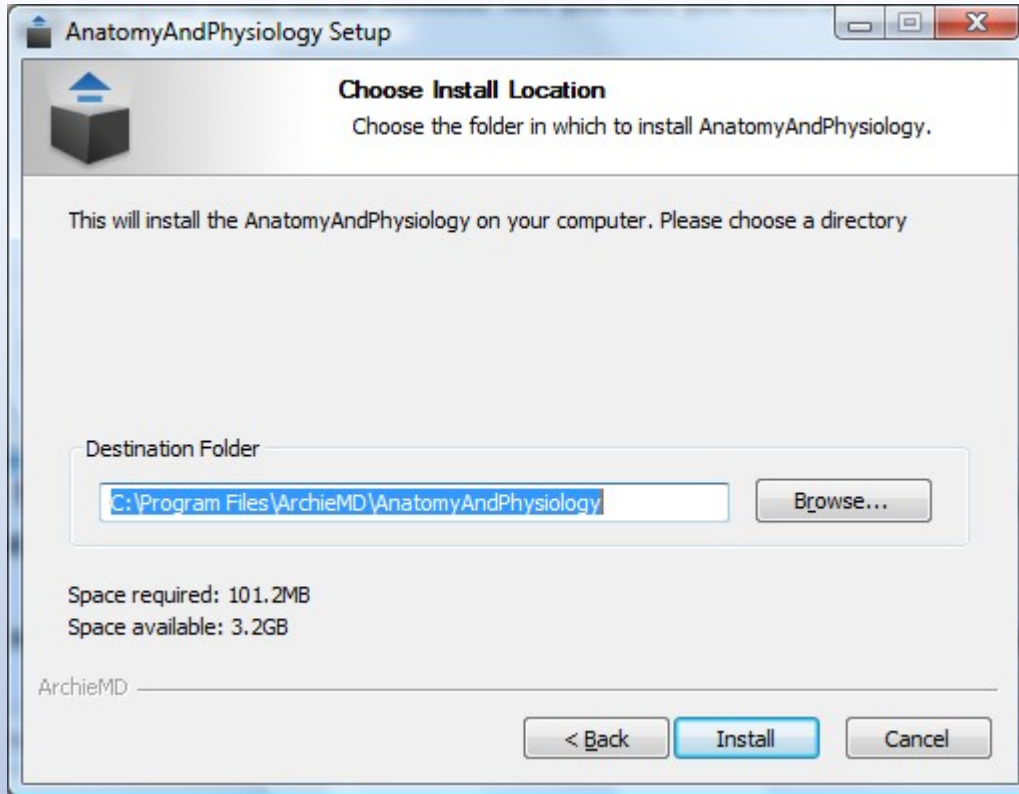 AnatomyAndPhysiology Setup
Choose Install Location
Choose the folder in which to install AnatomyAndPhysiology.
This will install the AnatomyAndPhysiology on your computer. Please choose a directory
Destination Folder
C:\Program Files\ArchieMD\AnatomyAndPhysiology
Browse...
Space required: 101.2MB
Space available: 3.2GB
ArchieMD
< Back
Install
Cancel